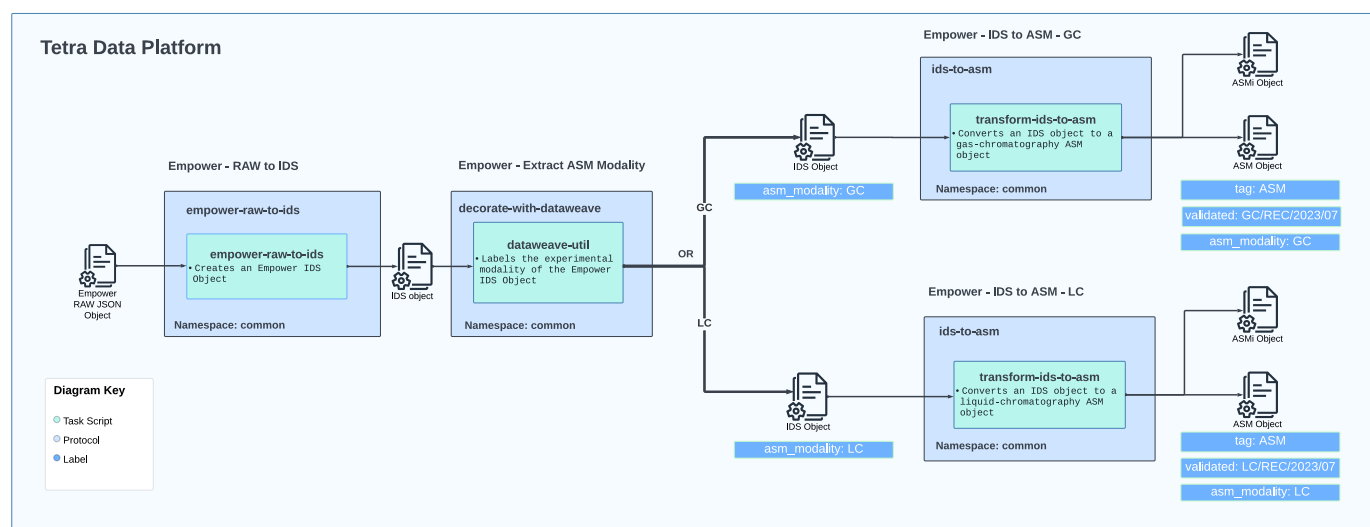 Tetra Data Platform
Empower - RAW to IDS
empower-raw-to-ids
empower-raw-to-ids
• Creates an Empower IDS
Object
Namespace: common
Empower
RAW JSON
Object
IDS object
Empower - Extract ASM Modality
decorate-with-dataweave
dataweave-util
• Labels the experimental
modality of the Empower
IDS Object
Namespace: common
OR
GC
LC
IDS Object
asm_modality: GC
Empower - IDS to ASM - GC
ids-to-asm
transform-ids-to-asm
• Converts an IDS object to a
gas-chromatography ASM
object
Namespace: common
ASMi Object
ASM Object
tag: ASM
validated: GC/REC/2023/07
asm_modality: GC
IDS Object
asm_modality: LC
Empower - IDS to ASM - LC
ids-to-asm
transform-ids-to-asm
• Converts an IDS object to a
liquid-chromatography ASM
object
Namespace: common
ASMi Object
ASM Object
tag: ASM
validated: LC/REC/2023/07
asm_modality: LC
Diagram Key
Task Script
Protocol
Label